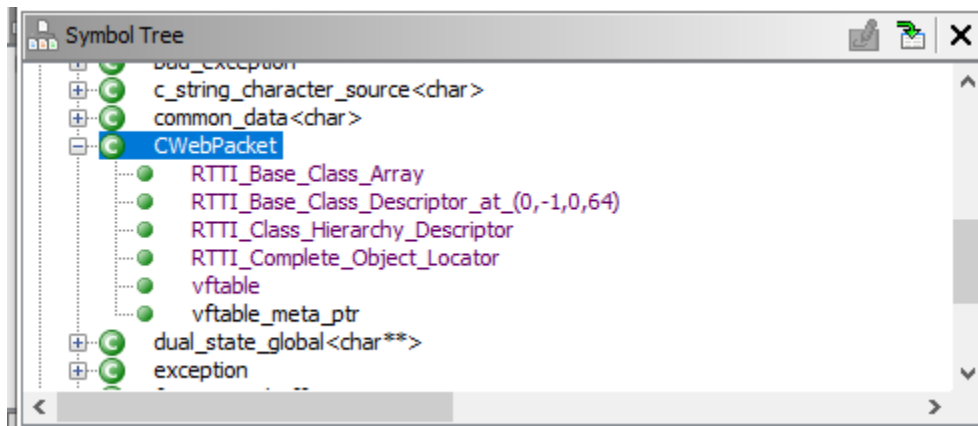 Symbol Tree
bad_exception
c_string_character_source<char>
common_data<char>
CWebPacket
RTTI_Base_Class_Array
RTTI_Base_Class_Descriptor_at_(0,-1,0,64)
RTTI_Class_Hierarchy_Descriptor
RTTI_Complete_Object_Locator
vftable
vftable_meta_ptr
dual_state_global<char**>
exception